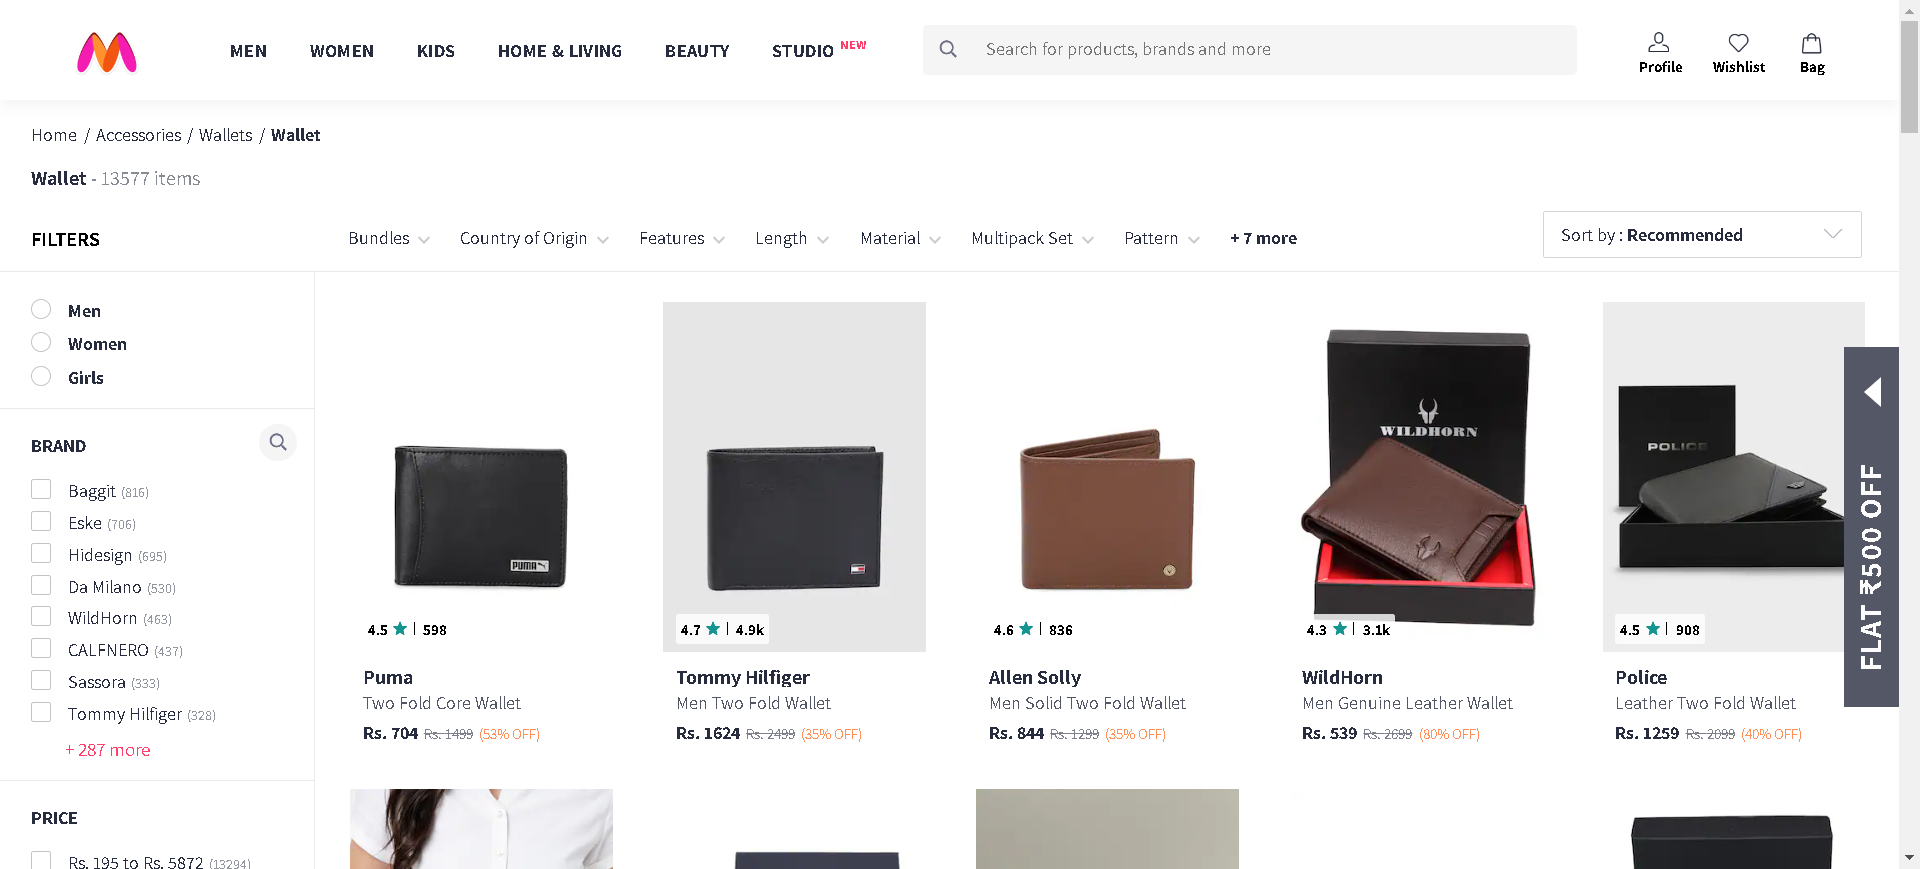 MEN WOMEN KIDS HOME & LIVING BEAUTY STUDIO NEW
Search for products, brands and more
Profile Wishlist Bag
Home / Accessories / Wallets / Wallet
Wallet - 13577 items
FILTERS
Bundles Country of Origin Features Length Material Multipack Set Pattern + 7 more
Sort by : Recommended
Men
Women
Girls
BRAND
Baggit (816)
Eske (706)
Hidesign (695)
Da Milano (530)
WildHorn (463)
CALFNERO (437)
Sassora (333)
Tommy Hilfiger (328)
+ 287 more
PRICE
Rs. 195 to Rs. 5872 (13294)
PUMA
4.5 | 598
Puma
Two Fold Core Wallet
Rs. 704 Rs. 1499 (53% OFF)
4.7 | 4.9k
Tommy Hilfiger
Men Two Fold Wallet
Rs. 1624 Rs. 2499 (35% OFF)
4.6 | 836
Allen Solly
Men Solid Two Fold Wallet
Rs. 844 Rs. 1299 (35% OFF)
WILDHORN
4.3 | 3.1k
WildHorn
Men Genuine Leather Wallet
Rs. 539 Rs. 2699 (80% OFF)
POLICE
4.5 | 908
Police
Leather Two Fold Wallet
Rs. 1259 Rs. 2099 (40% OFF)
FLAT ₹500 OFF